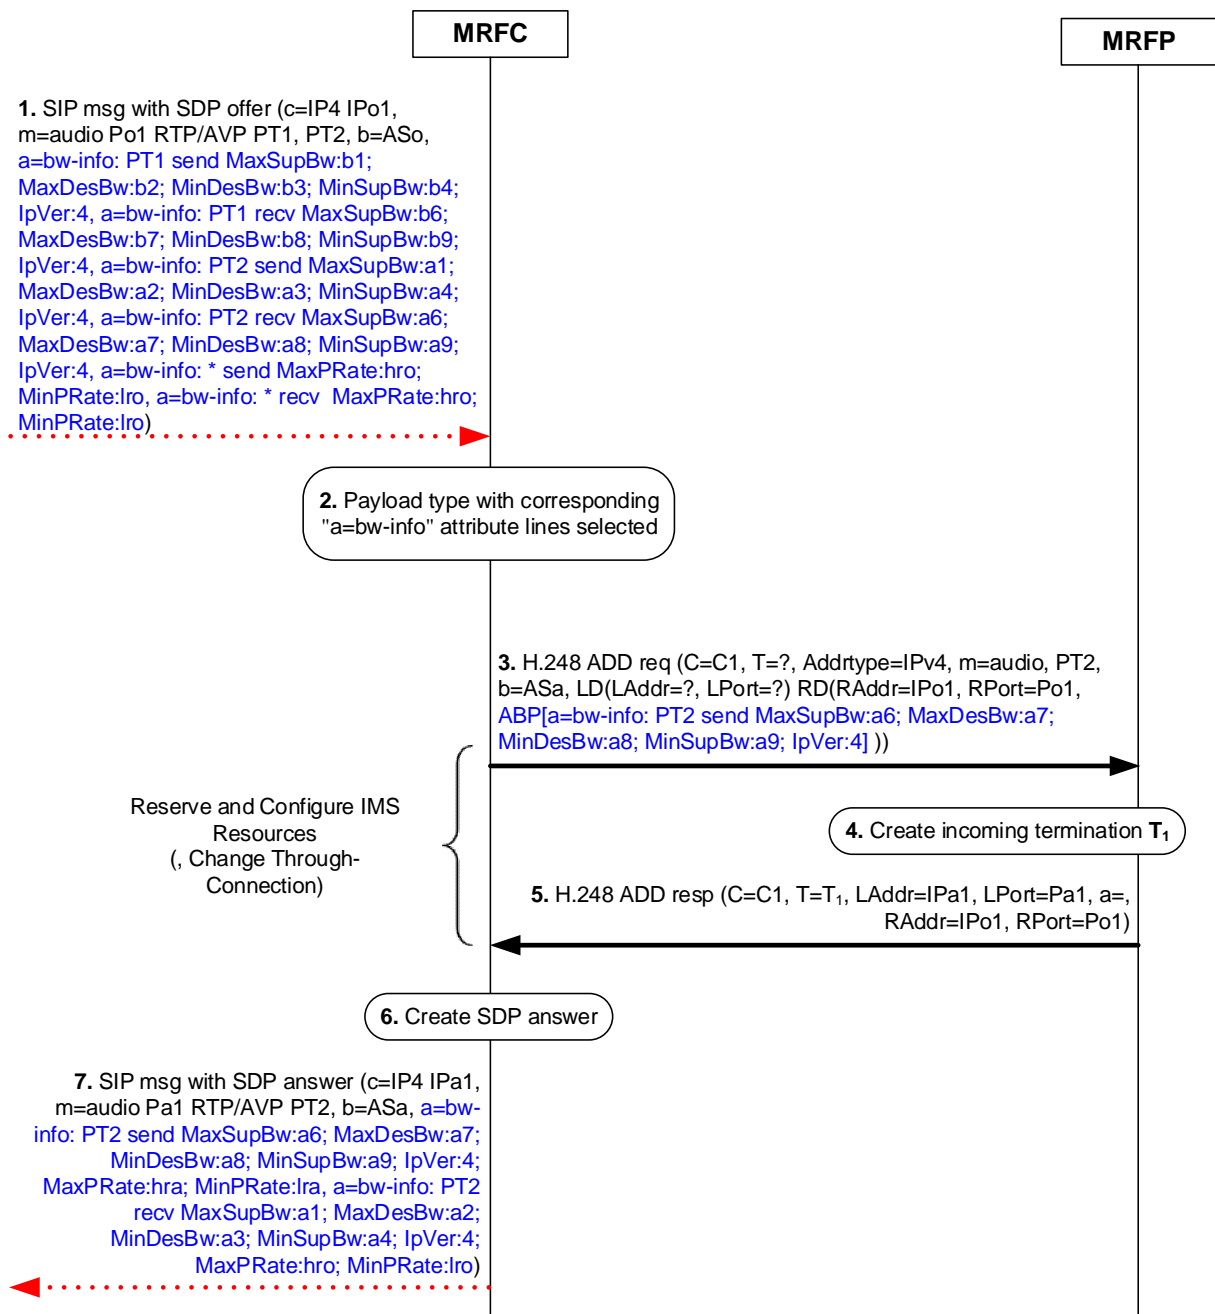 MRFC
MRFP
1. SIP msg with SDP offer (c=IP4 IPo1,
m=audio Po1 RTP/AVP PT1, PT2, b=ASo,
a=bw-info: PT1 send MaxSupBw:b1;
MaxDesBw:b2; MinDesBw:b3; MinSupBw:b4;
IpVer:4, a=bw-info: PT1 recv MaxSupBw:b6;
MaxDesBw:b7; MinDesBw:b8; MinSupBw:b9;
IpVer:4, a=bw-info: PT2 send MaxSupBw:a1;
MaxDesBw:a2; MinDesBw:a3; MinSupBw:a4;
IpVer:4, a=bw-info: PT2 recv MaxSupBw:a6;
MaxDesBw:a7; MinDesBw:a8; MinSupBw:a9;
IpVer:4, a=bw-info: * send MaxPRate:hro;
MinPRate:lro, a=bw-info: * recv  MaxPRate:hro;
MinPRate:lro)
2. Payload type with corresponding
"a=bw-info" attribute lines selected
3. H.248 ADD req (C=C1, T=?, Addrtype=IPv4, m=audio, PT2,
b=ASa, LD(LAddr=?, LPort=?) RD(RAddr=IPo1, RPort=Po1,
ABP[a=bw-info: PT2 send MaxSupBw:a6; MaxDesBw:a7;
MinDesBw:a8; MinSupBw:a9; IpVer:4] ))
Reserve and Configure IMS
Resources
(, Change Through-
Connection)
4. Create incoming termination T1
5. H.248 ADD resp (C=C1, T=T1, LAddr=IPa1, LPort=Pa1, a=,
RAddr=IPo1, RPort=Po1)
6. Create SDP answer
7. SIP msg with SDP answer (c=IP4 IPa1,
m=audio Pa1 RTP/AVP PT2, b=ASa, a=bw-
info: PT2 send MaxSupBw:a6; MaxDesBw:a7;
MinDesBw:a8; MinSupBw:a9; IpVer:4;
MaxPRate:hra; MinPRate:lra, a=bw-info: PT2
recv MaxSupBw:a1; MaxDesBw:a2;
MinDesBw:a3; MinSupBw:a4; IpVer:4;
MaxPRate:hro; MinPRate:lro)